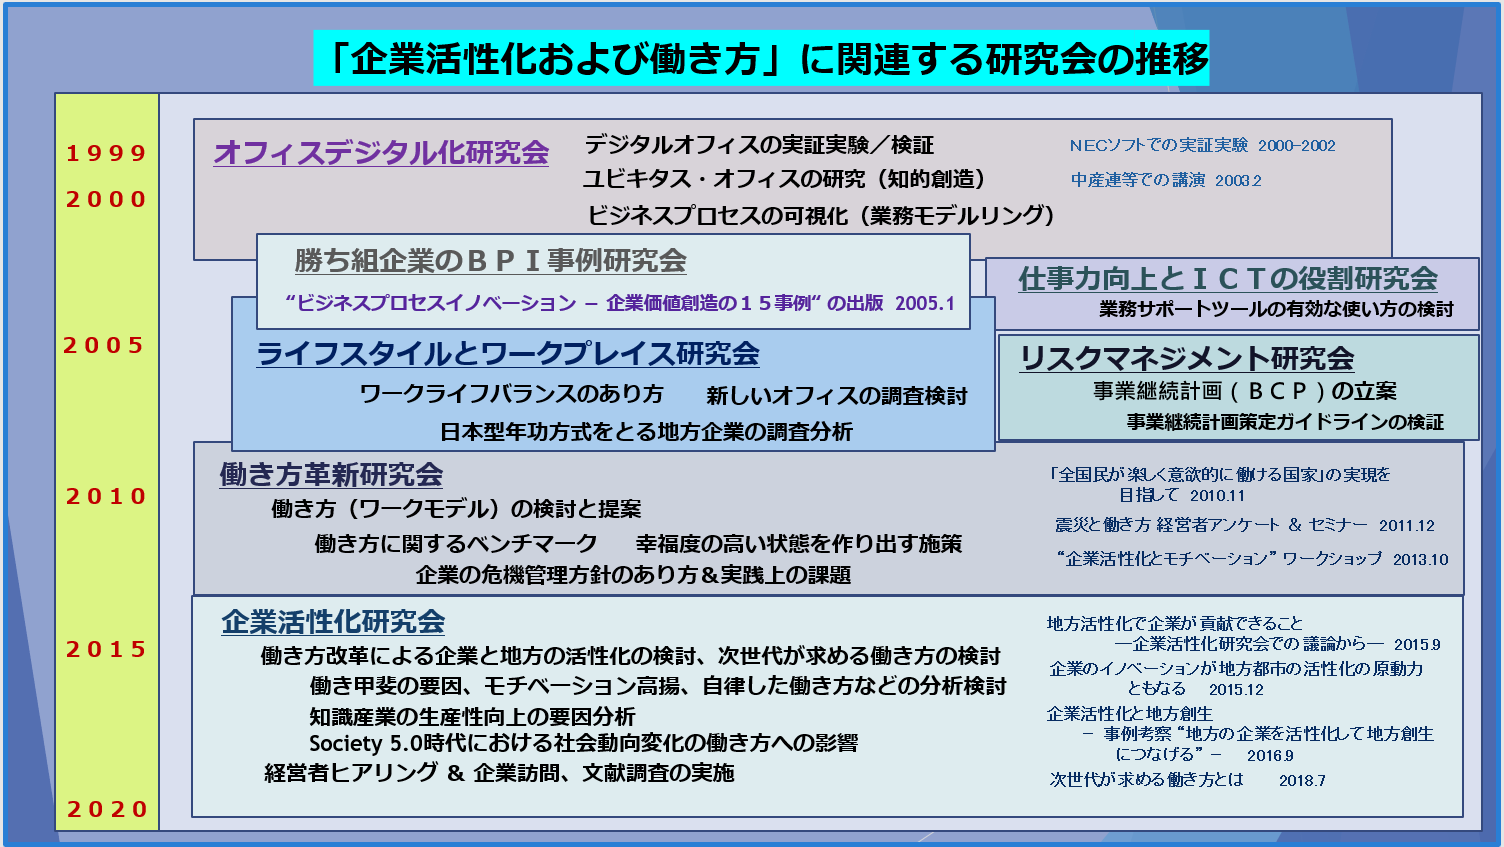 「企業活性化および働き方」に関連する研究会の推移
１９９９
２０００
２００５
２０１０
２０１５
２０２０
オフィスデジタル化研究会
デジタルオフィスの実証実験／検証
ユビキタス・オフィスの研究（知的創造）
ビジネスプロセスの可視化（業務モデルリング）
NECソフトでの実証実験 2000-2002
中産連等での講演 2003.2
勝ち組企業のＢＰＩ事例研究会
“ビジネスプロセスイノベーション － 企業価値創造の１５事例“ の出版 2005.1
仕事力向上とＩＣＴの役割研究会
業務サポートツールの有効な使い方の検討
ライフスタイルとワークプレイス研究会
ワークライフバランスのあり方 新しいオフィスの調査検討
日本型年功方式をとる地方企業の調査分析
リスクマネジメント研究会
事業継続計画（ＢＣＰ）の立案
事業継続計画策定ガイドラインの検証
働き方革新研究会
働き方（ワークモデル）の検討と提案
働き方に関するベンチマーク 幸福度の高い状態を作り出す施策
企業の危機管理方針のあり方＆実践上の課題
「全国民が楽しく意欲的に働ける国家」の実現を
目指して 2010.11
震災と働き方 経営者アンケート ＆ セミナー 2011.12
“企業活性化とモチベーション” ワークショップ 2013.10
企業活性化研究会
働き方改革による企業と地方の活性化の検討、次世代が求める働き方の検討
働き甲斐の要因、モチベーション高揚、自律した働き方などの分析検討
知識産業の生産性向上の要因分析
Society 5.0時代における社会動向変化の働き方への影響
経営者ヒアリング ＆ 企業訪問、文献調査の実施
地方活性化で企業が貢献できること
―企業活性化研究会での議論から― 2015.9
企業のイノベーションが地方都市の活性化の原動力
ともなる 2015.12
企業活性化と地方創生
－ 事例考察 “地方の企業を活性化して地方創生
につなげる” － 2016.9
次世代が求める働き方とは 2018.7